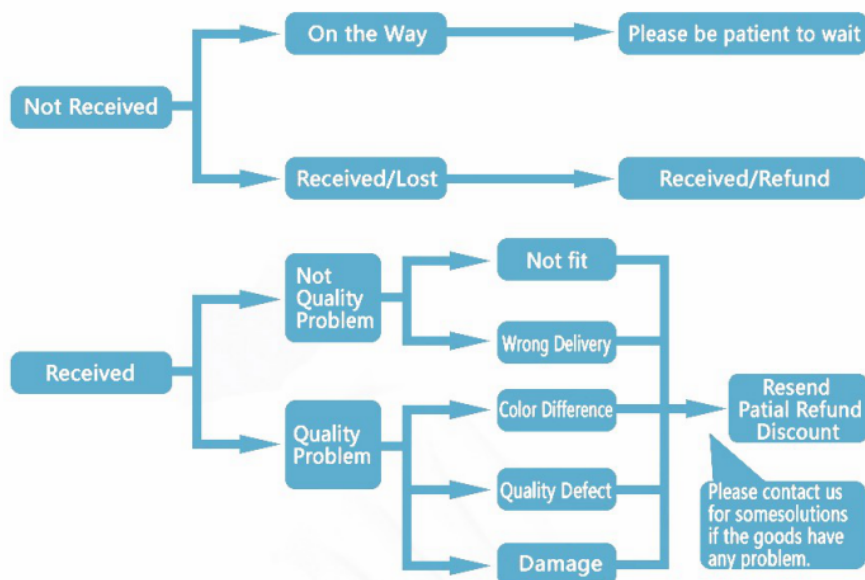 On the Way
Please be patient to wait
Not Received
Received/Lost
Received/Refund
Not
Quality
Problem
Not fit
Wrong Delivery
Received
Quality
Problem
Color Difference
Quality Defect
Damage
Resend
Patial Refund
Discount
Please contact us
for somesolutions
if the goods have
any problem.